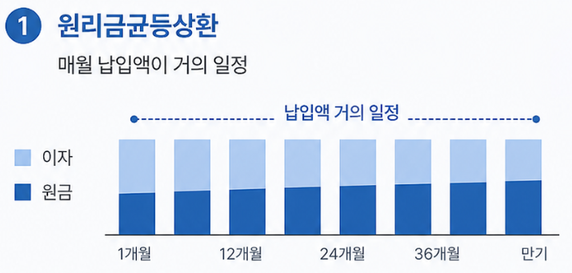 1 원리금균등상환
매월 납입액이 거의 일정
납입액 거의 일정
이자
원금
1개월 12개월 24개월 36개월 만기